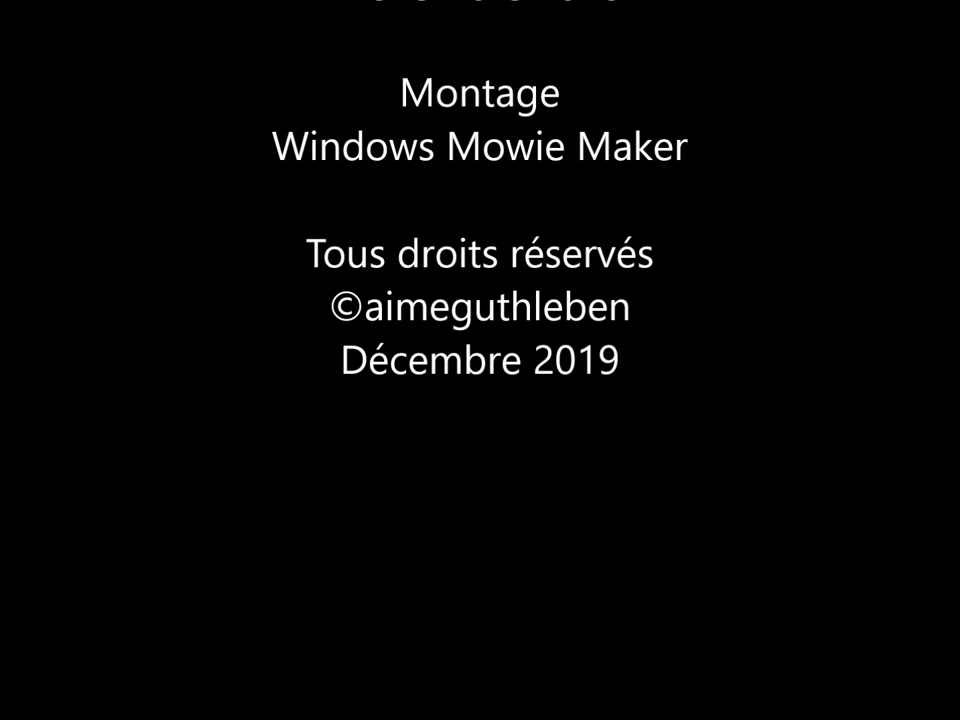 Montage
Windows Mowie Maker
Tous droits réservés
©aimeguthleben
Décembre 2019